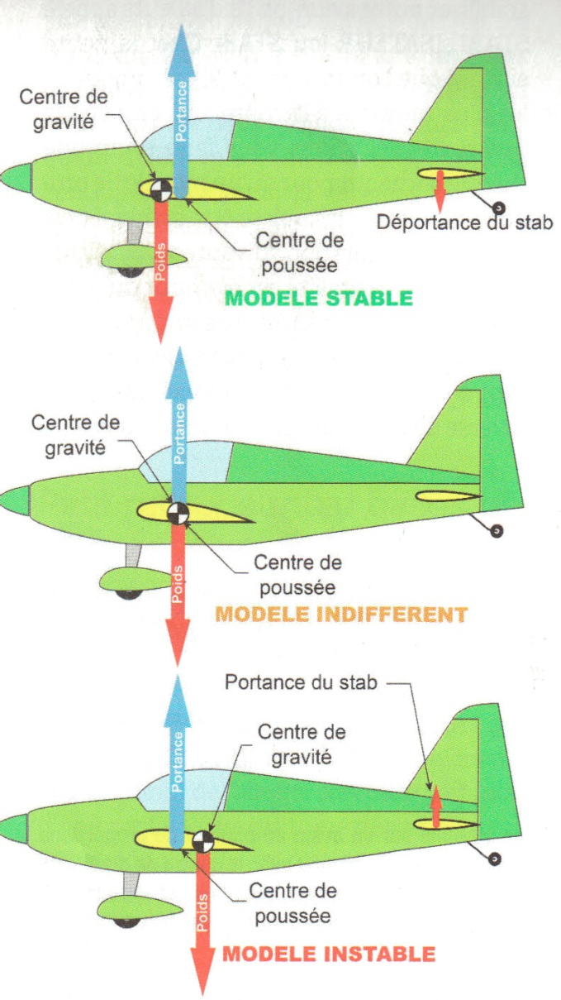 Portance
Centre de
gravité
Déportance du stab
Centre de
poussée
Poids
MODELE STABLE
Portance
Centre de
gravité
Centre de
poussée
Poids
MODELE INDIFFERENT
Portance du stab
Portance
Centre de
gravité
Centre de
poussée
Poids
MODELE INSTABLE